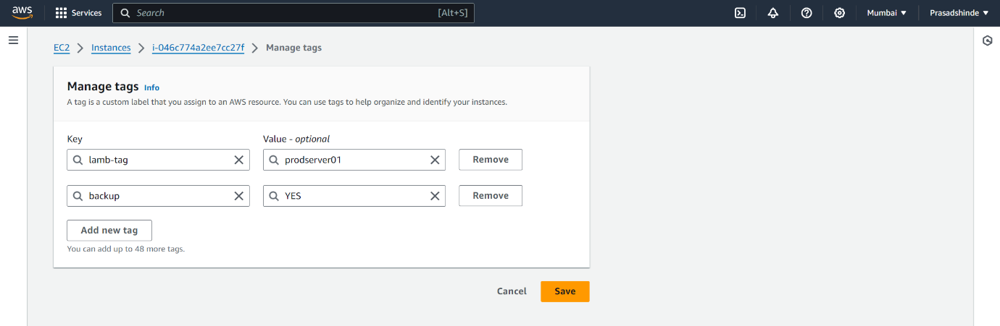 aws Services Search [Alt+S] Mumbai Prasadshinde
EC2 Instances i-046c774a2ee7cc27f Manage tags
Manage tags Info
A tag is a custom label that you assign to an AWS resource. You can use tags to help organize and identify your instances.
Key Value - optional
lamb-tag prodserver01 Remove
backup YES Remove
Add new tag
You can add up to 48 more tags.
Cancel Save